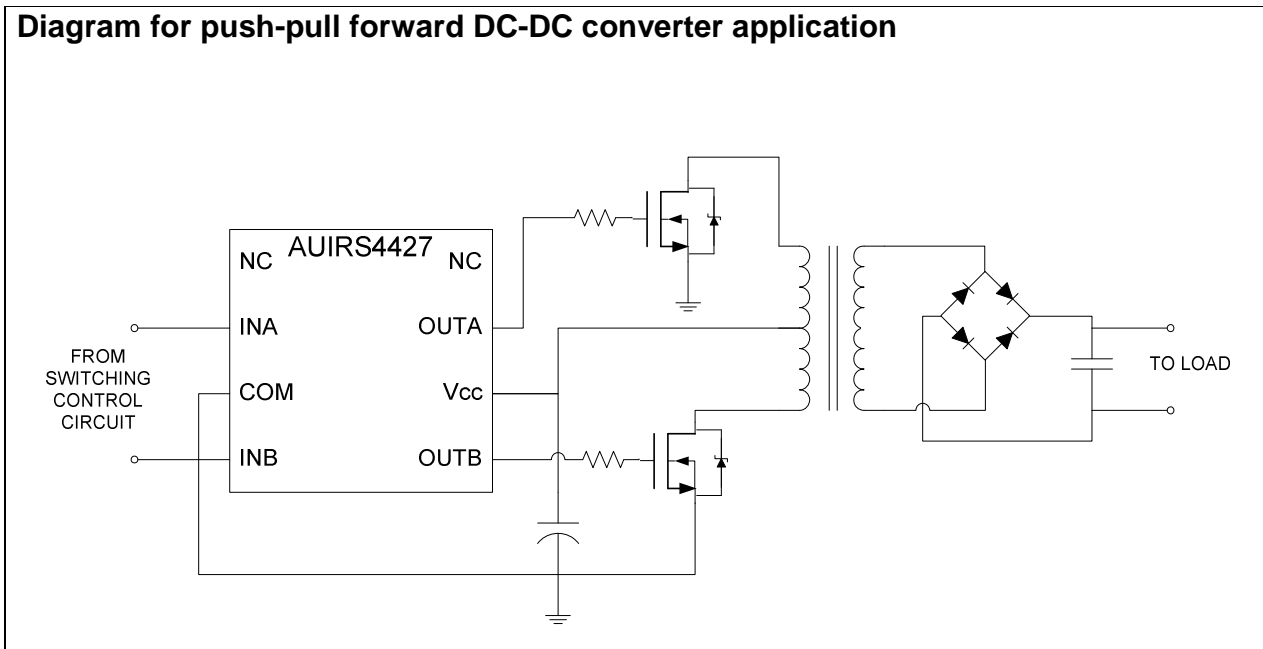 Diagram for push-pull forward DC-DC converter application
AUIRS4427
NC
NC
INA
OUTA
FROM
SWITCHING
CONTROL
CIRCUIT
COM
Vcc
TO LOAD
INB
OUTB